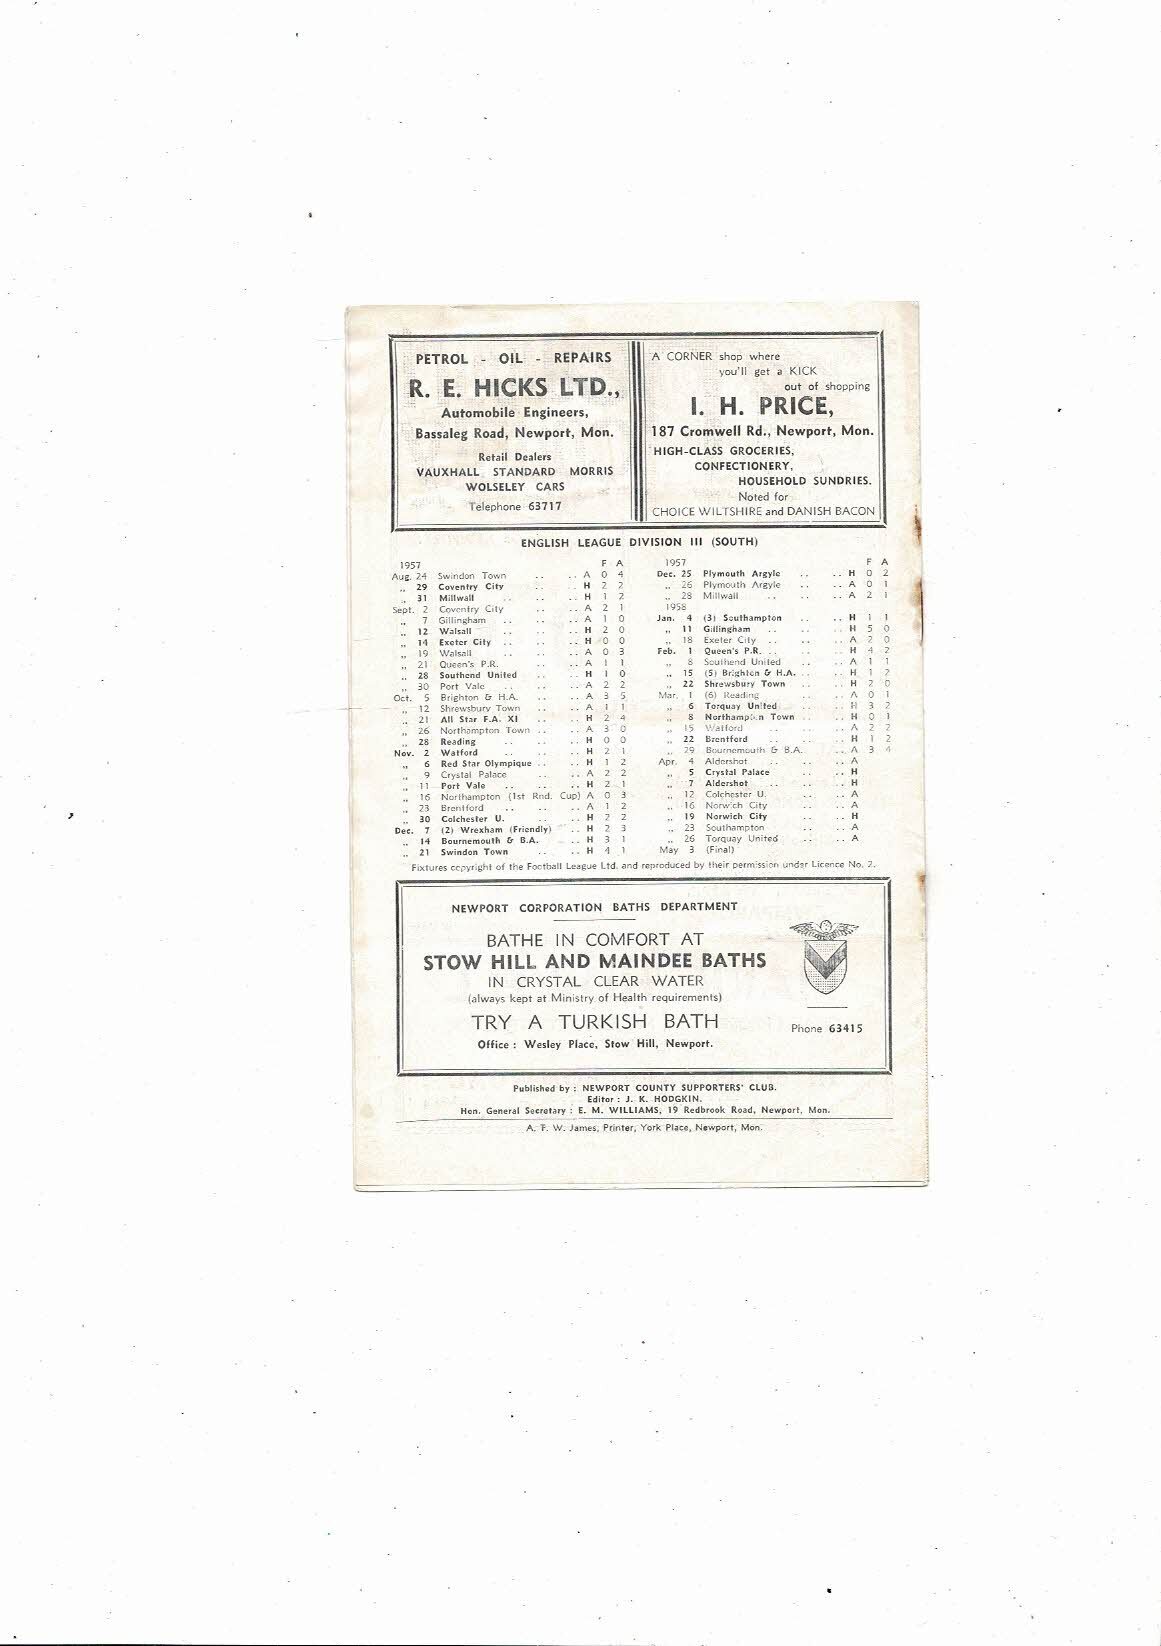 PETROL - OIL - REPAIRS
R. E. HICKS LTD.,
Automobile Engineers,
Bassaleg Road, Newport, Mon.
Retail Dealers
VAUXHALL STANDARD MORRIS
WOLSELEY CARS
Telephone 63717
A CORNER shop where
you'll get a KICK
out of shopping
I. H. PRICE,
187 Cromwell Rd., Newport, Mon.
HIGH-CLASS GROCERIES,
CONFECTIONERY,
HOUSEHOLD SUNDRIES.
Noted for
CHOICE WILTSHIRE and DANISH BACON
ENGLISH LEAGUE DIVISION III (SOUTH)
1957 F A
Aug. 24 Swindon Town .. .. A 0 4
,, 29 Coventry City .. H 2 2
,, 31 Millwall .. .. .. H 1 2
Sept. 2 Coventry City .. .. A 2 1
,, 7 Gillingham .. .. .. A 1 0
,, 12 Walsall .. .. .. H 2 0
,, 14 Exeter City .. .. .. H 0 0
,, 19 Walsall .. .. .. A 0 3
,, 21 Queen's P.R. .. .. A 1 1
,, 28 Southend United .. .. H 1 0
,, 30 Port Vale .. .. .. A 2 2
Oct. 5 Brighton & H.A. .. .. A 3 5
,, 12 Shrewsbury Town .. .. A 1 1
,, 21 All Star F.A. XI .. .. H 2 4
,, 26 Northampton Town .. .. A 3 0
,, 28 Reading .. .. .. H 0 0
Nov. 2 Watford .. .. .. H 2 1
,, 6 Red Star Olympique .. .. H 1 2
,, 9 Crystal Palace .. .. A 2 2
,, 11 Port Vale .. .. .. H 2 1
,, 16 Northampton (1st Rnd. Cup) A 0 3
,, 23 Brentford .. .. .. A 1 2
,, 30 Colchester U. .. .. H 2 2
Dec. 7 (2) Wrexham (Friendly) .. H 2 3
,, 14 Bournemouth & B.A. .. H 3 1
,, 21 Swindon Town .. .. H 4 1
1957 F A
Dec. 25 Plymouth Argyle .. .. H 0 2
,, 26 Plymouth Argyle .. .. A 0 1
,, 28 Millwall .. .. .. A 2 1
1958
Jan. 4 (3) Southampton .. .. H 1 1
,, 11 Gillingham .. .. .. H 5 0
,, 18 Exeter City .. .. .. A 2 0
Feb. 1 Queen's P.R. .. .. .. H 4 2
,, 8 Southend United .. .. A 1 1
,, 15 (5) Brighton & H.A. .. .. H 1 2
,, 22 Shrewsbury Town .. .. H 2 0
Mar. 1 (6) Reading .. .. A 0 1
,, 6 Torquay United .. .. H 3 2
,, 8 Northampton Town .. .. H 0 1
,, 15 Watford .. .. .. A 2 2
,, 22 Brentford .. .. .. H 1 2
,, 29 Bournemouth & B.A. .. A 3 4
Apr. 4 Aldershot .. .. .. A
,, 5 Crystal Palace .. .. H
,, 7 Aldershot .. .. .. H
,, 12 Colchester U. .. .. A
,, 16 Norwich City .. .. A
,, 19 Norwich City .. .. H
,, 23 Southampton .. .. A
,, 26 Torquay United .. .. A
May 3 (Final)
Fixtures copyright of the Football League Ltd. and reproduced by their permission under Licence No. 2.
NEWPORT CORPORATION BATHS DEPARTMENT
BATHE IN COMFORT AT
STOW HILL AND MAINDEE BATHS
IN CRYSTAL CLEAR WATER
(always kept at Ministry of Health requirements)
TRY A TURKISH BATH
Office : Wesley Place, Stow Hill, Newport.
Phone 63415
Published by : NEWPORT COUNTY SUPPORTERS' CLUB.
Editor : J. K. HODGKIN.
Hon. General Secretary : E. M. WILLIAMS, 19 Redbrook Road, Newport, Mon.
A. F. W. James, Printer, York Place, Newport, Mon.